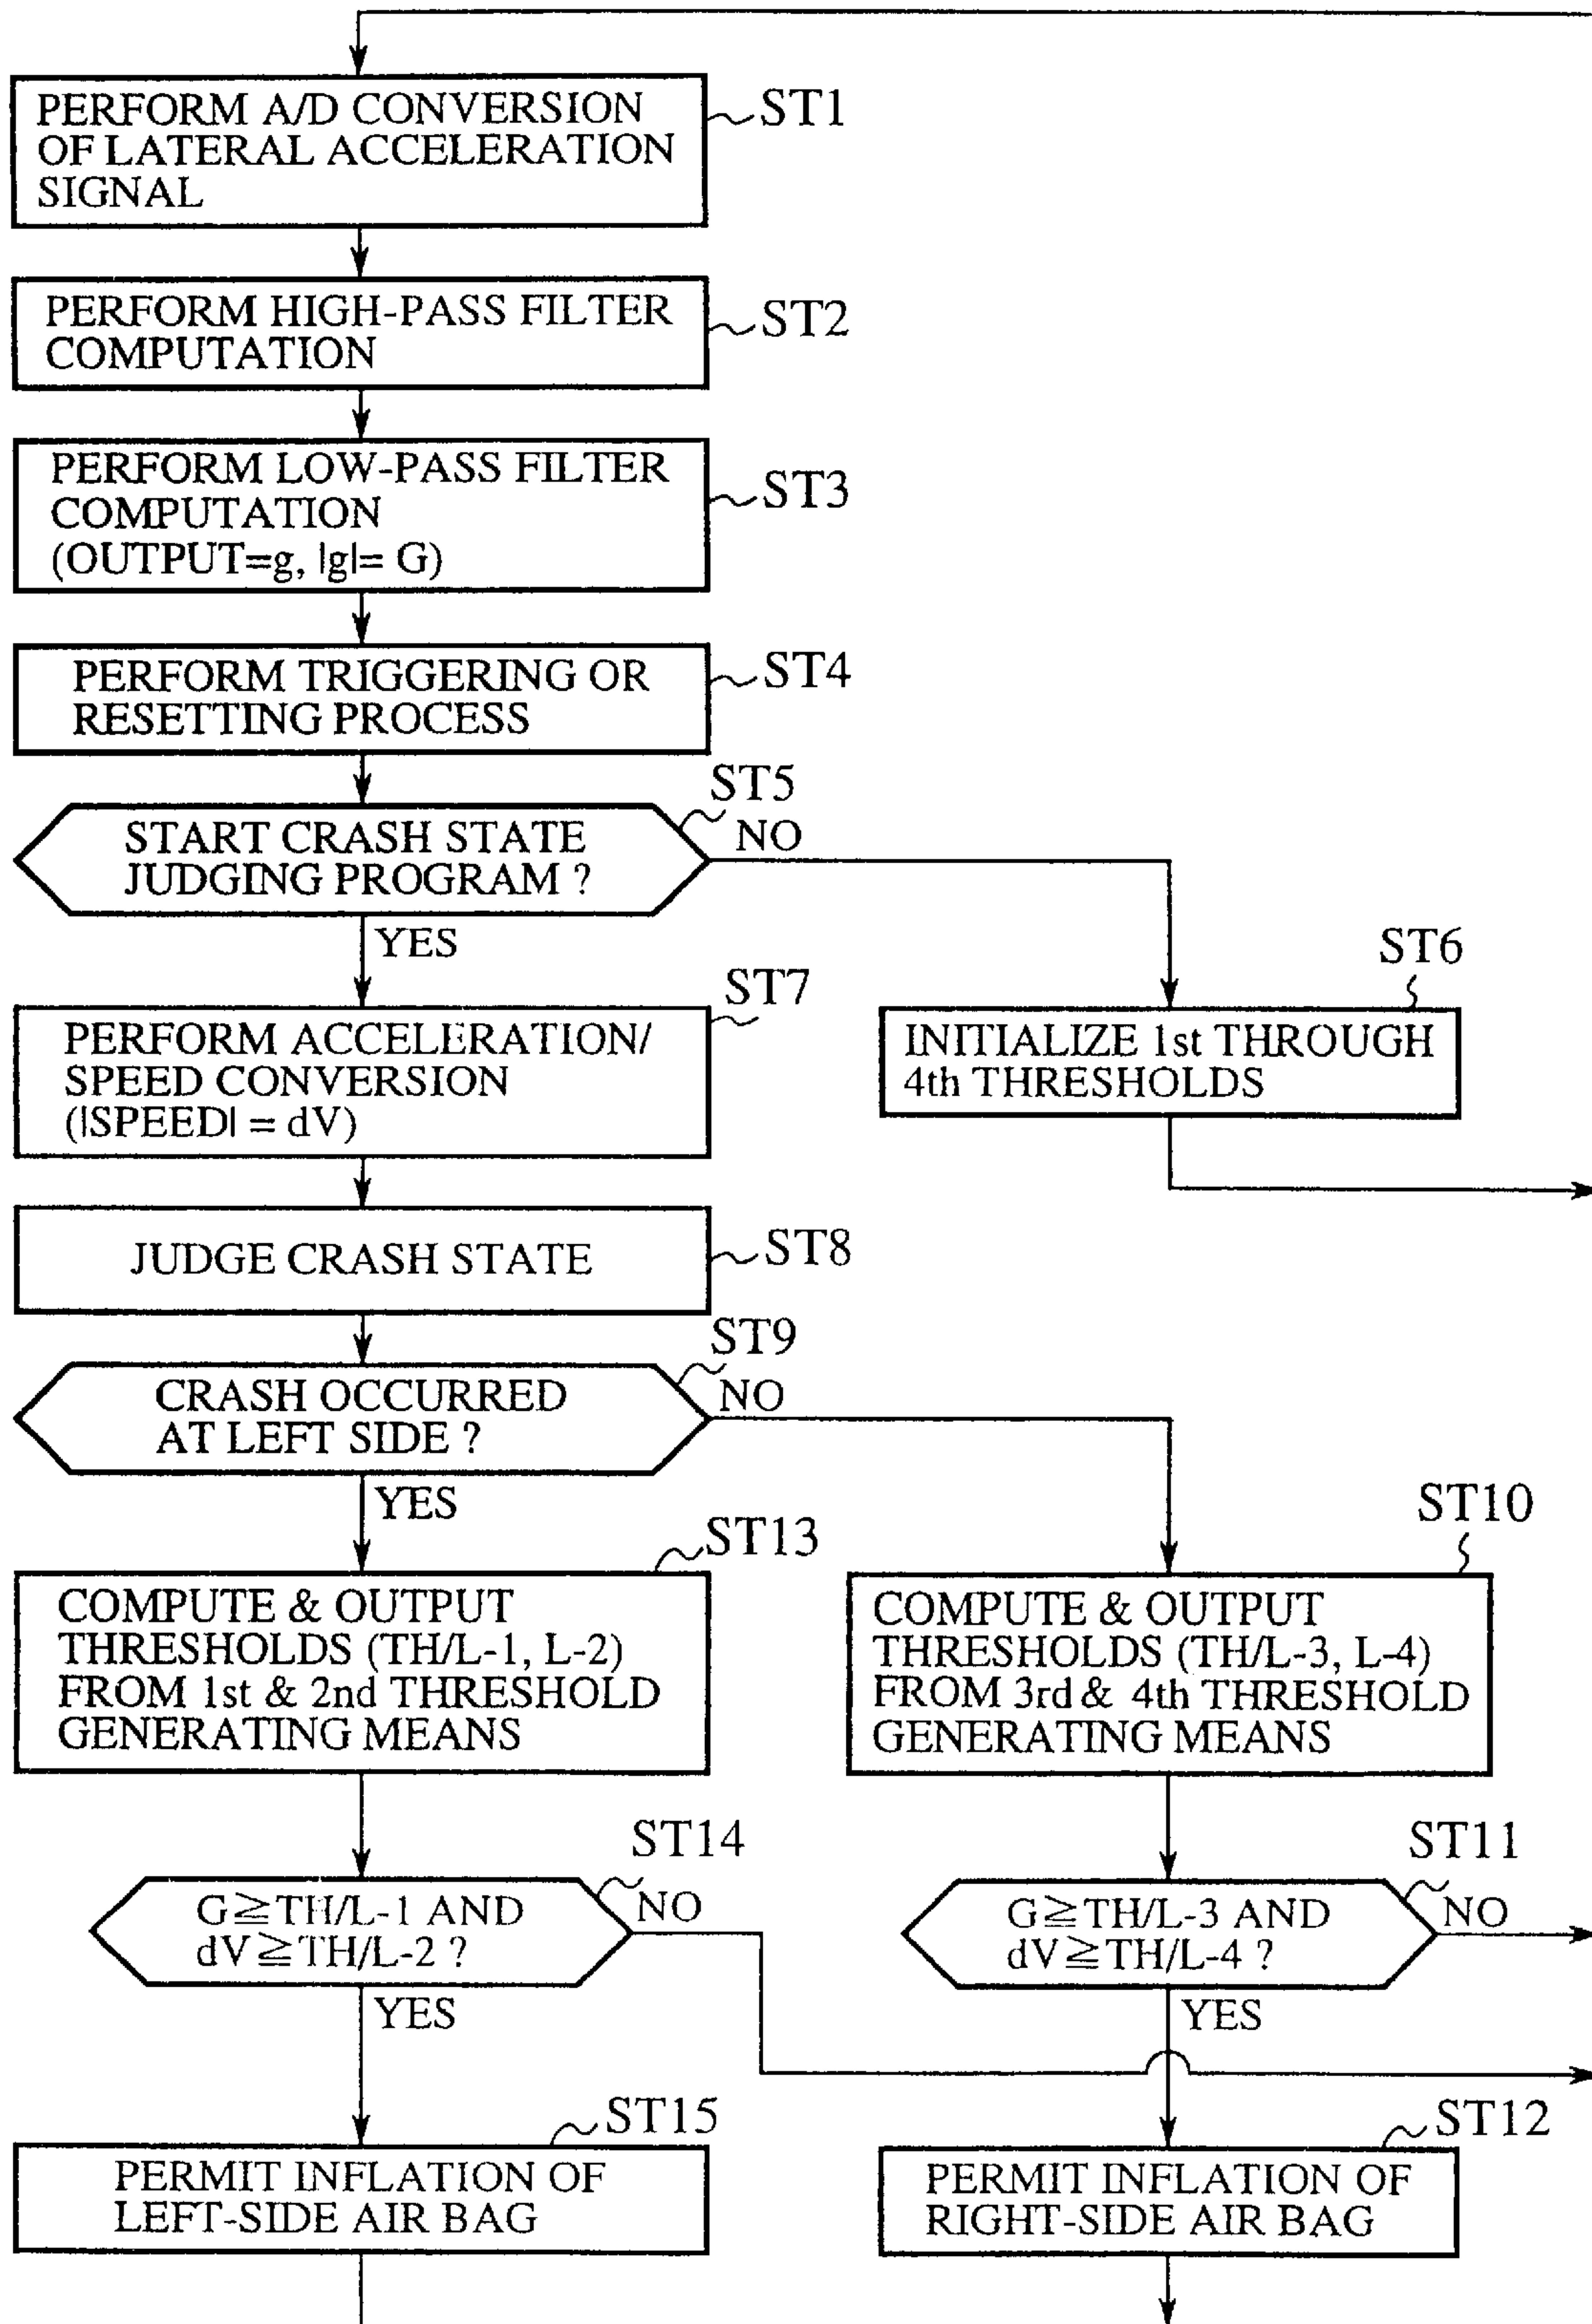 PERFORM A/D CONVERSION
OF LATERAL ACCELERATION
SIGNAL
ST1
PERFORM HIGH-PASS FILTER
COMPUTATION
ST2
PERFORM LOW-PASS FILTER
COMPUTATION
(OUTPUT=g, |g|= G)
ST3
PERFORM TRIGGERING OR
RESETTING PROCESS
ST4
START CRASH STATE
JUDGING PROGRAM ?
ST5
NO
YES
ST6
INITIALIZE 1st THROUGH
4th THRESHOLDS
ST7
PERFORM ACCELERATION/
SPEED CONVERSION
(|SPEED| = dV)
JUDGE CRASH STATE
ST8
ST9
CRASH OCCURRED
AT LEFT SIDE ?
NO
YES
ST13
COMPUTE & OUTPUT
THRESHOLDS (TH/L-1, L-2)
FROM 1st & 2nd THRESHOLD
GENERATING MEANS
ST10
COMPUTE & OUTPUT
THRESHOLDS (TH/L-3, L-4)
FROM 3rd & 4th THRESHOLD
GENERATING MEANS
ST14
G≧TH/L-1 AND
dV≧TH/L-2 ?
NO
YES
ST11
G≧TH/L-3 AND
dV≧TH/L-4 ?
NO
YES
ST15
PERMIT INFLATION OF
LEFT-SIDE AIR BAG
ST12
PERMIT INFLATION OF
RIGHT-SIDE AIR BAG